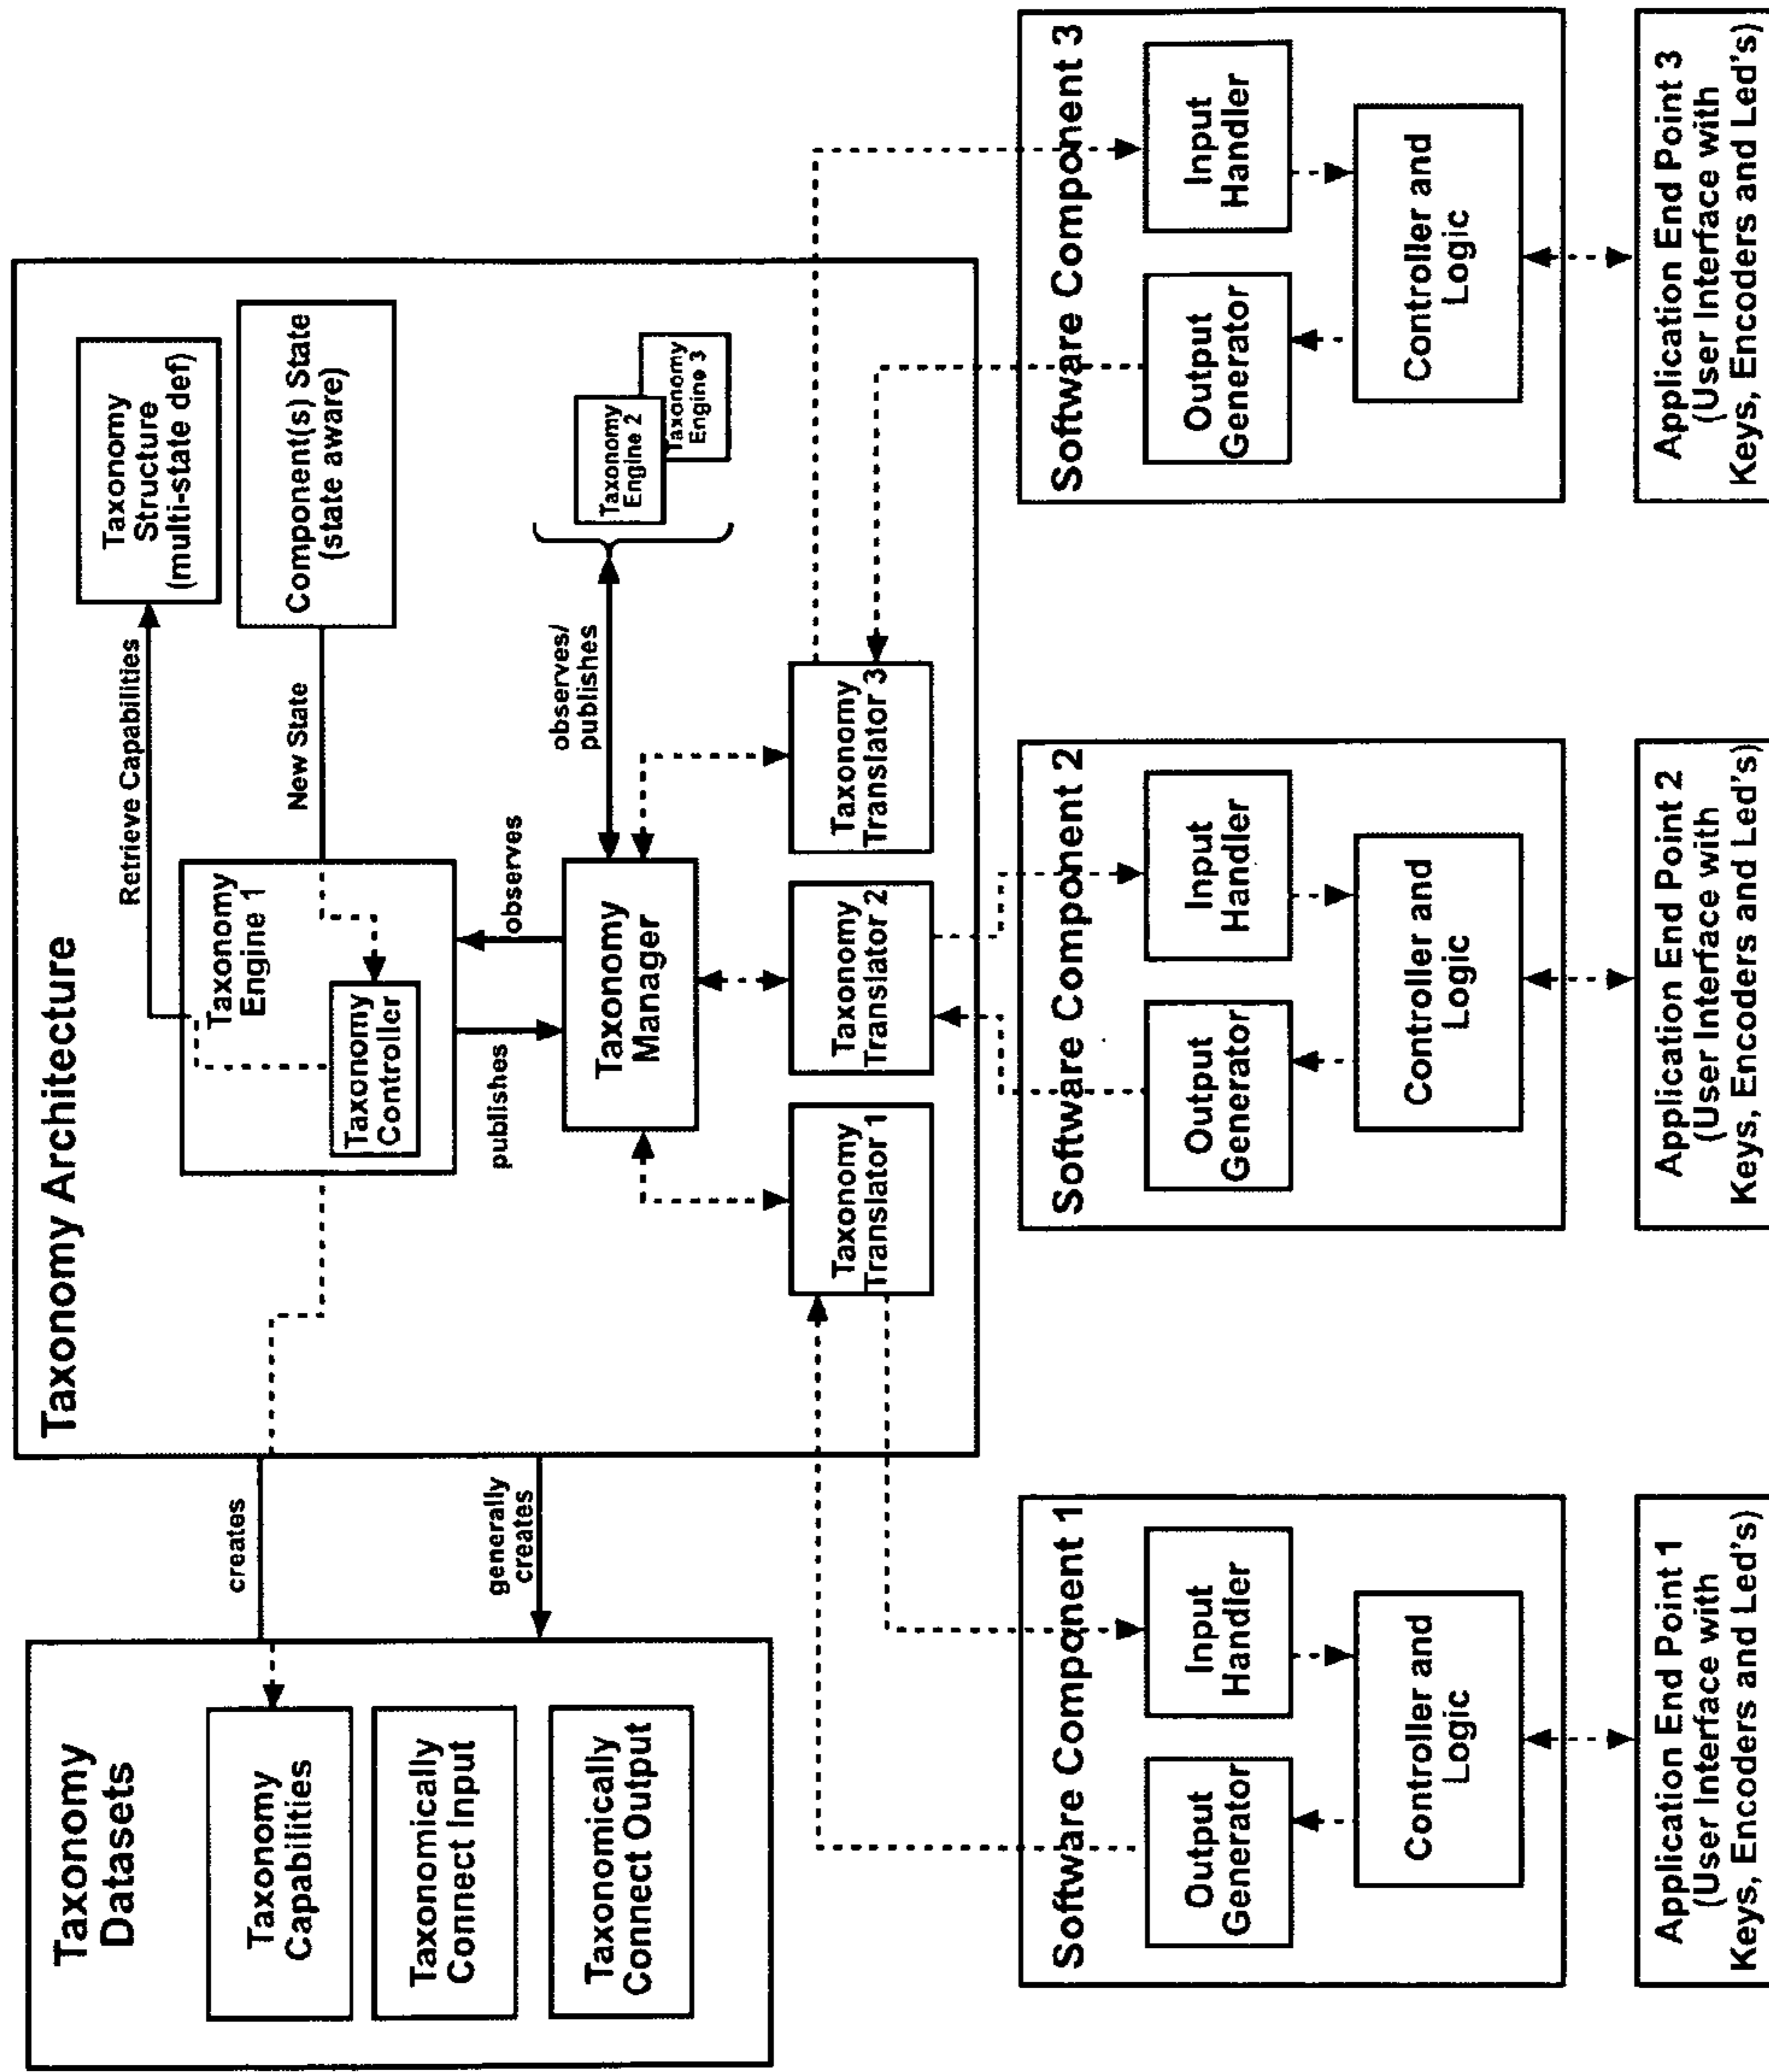 Taxonomy
Datasets
Taxonomy
Capabilities
Taxonomically
Connect Input
Taxonomically
Connect Output
creates
generally
creates
Taxonomy Architecture
Taxonomy
Engine 1
Taxonomy
Controller
Retrieve Capabilities
New State
Taxonomy
Structure
(multi-state def)
Component(s) State
(state aware)
publishes
observes
Taxonomy
Manager
observes/
publishes
Taxonomy
Engine 2
Taxonomy
Engine 3
Taxonomy
Translator 1
Taxonomy
Translator 2
Taxonomy
Translator 3
Software Component 1
Output
Generator
Input
Handler
Controller and
Logic
Application End Point 1
(User Interface with
Keys, Encoders and Led's)
Software Component 2
Output
Generator
Input
Handler
Controller and
Logic
Application End Point 2
(User Interface with
Keys, Encoders and Led's)
Software Component 3
Output
Generator
Input
Handler
Controller and
Logic
Application End Point 3
(User Interface with
Keys, Encoders and Led's)